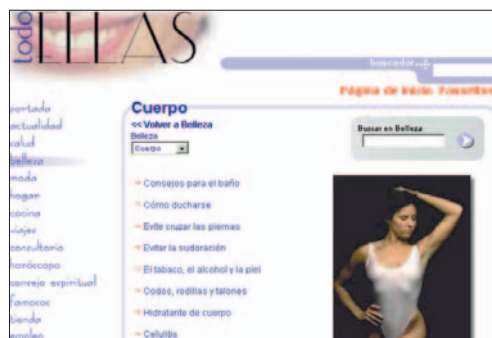 todo ELLAS
buscador
Página de inicio Favoritos
portada
actualidad
salud
belleza
moda
hogar
cocina
viajes
consultorio
horóscopo
consejo espiritual
famosos
tienda
empleo
Cuerpo
<< Volver a Belleza
Belleza
Cuerpo
Buscar en Belleza
Consejos para el baño
Cómo ducharse
Evite cruzar las piernas
Evitar la sudoración
El tabaco, el alcohol y la piel
Codos, rodillas y talones
Hidratante de cuerpo
Celulitis